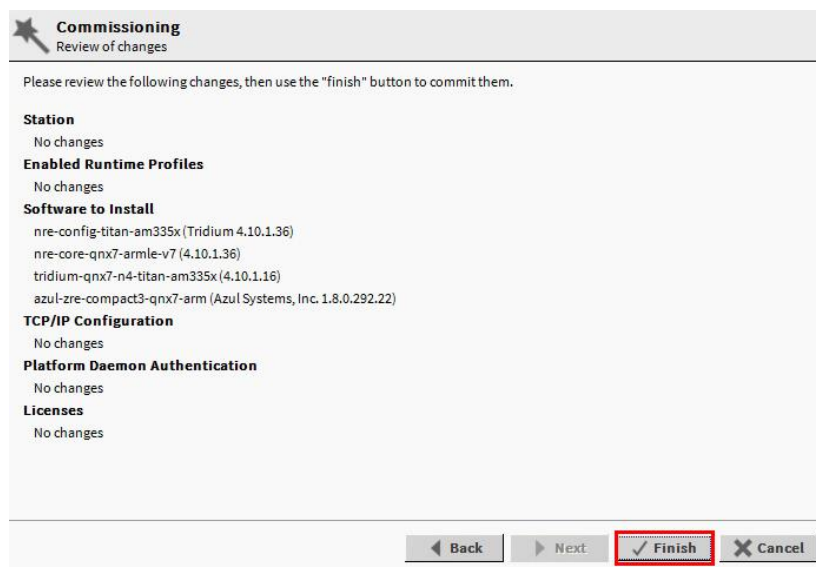 Commissioning
Review of changes
Please review the following changes, then use the "finish" button to commit them.
Station
No changes
Enabled Runtime Profiles
No changes
Software to Install
nre-config-titan-am335x (Tridium 4.10.1.36)
nre-core-qnx7-armle-v7 (4.10.1.36)
tridium-qnx7-n4-titan-am335x (4.10.1.16)
azul-zre-compact3-qnx7-arm (Azul Systems, Inc. 1.8.0.292.22)
TCP/IP Configuration
No changes
Platform Daemon Authentication
No changes
Licenses
No changes
Back Next Finish Cancel